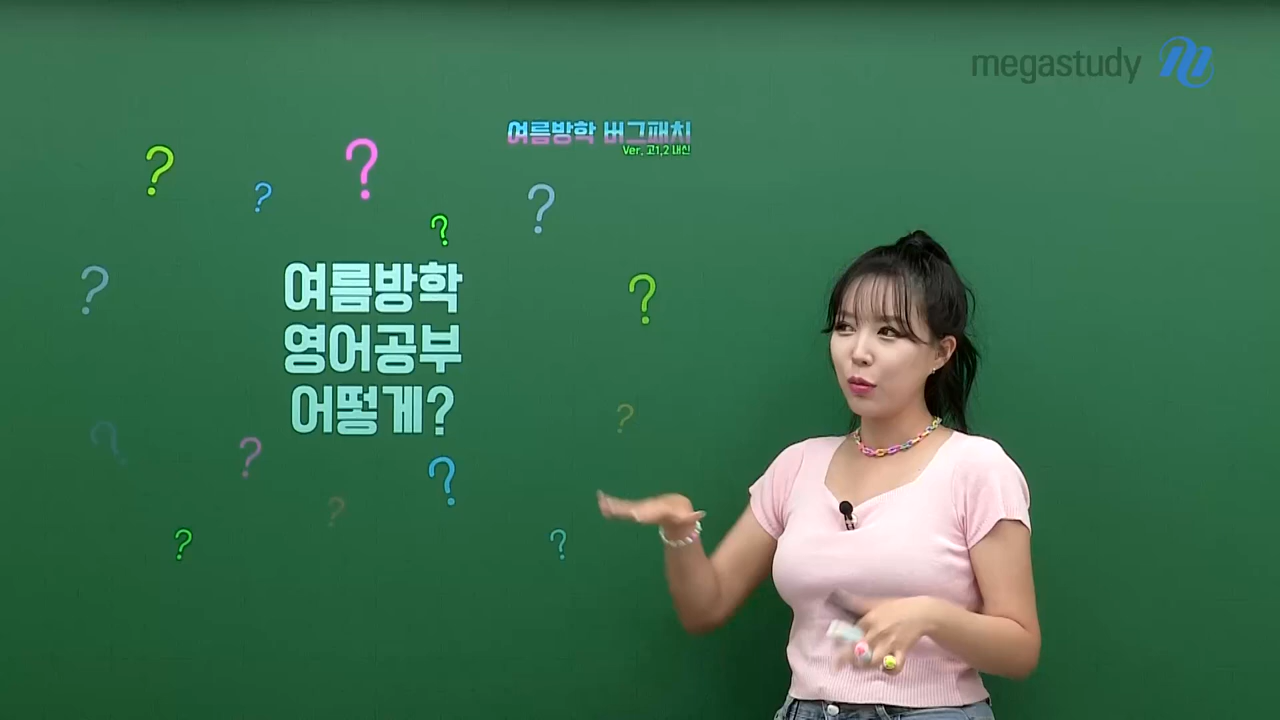 megastudy
여름방학 버그패치
Ver. 고1,2 내신
여름방학
영어공부
어떻게?